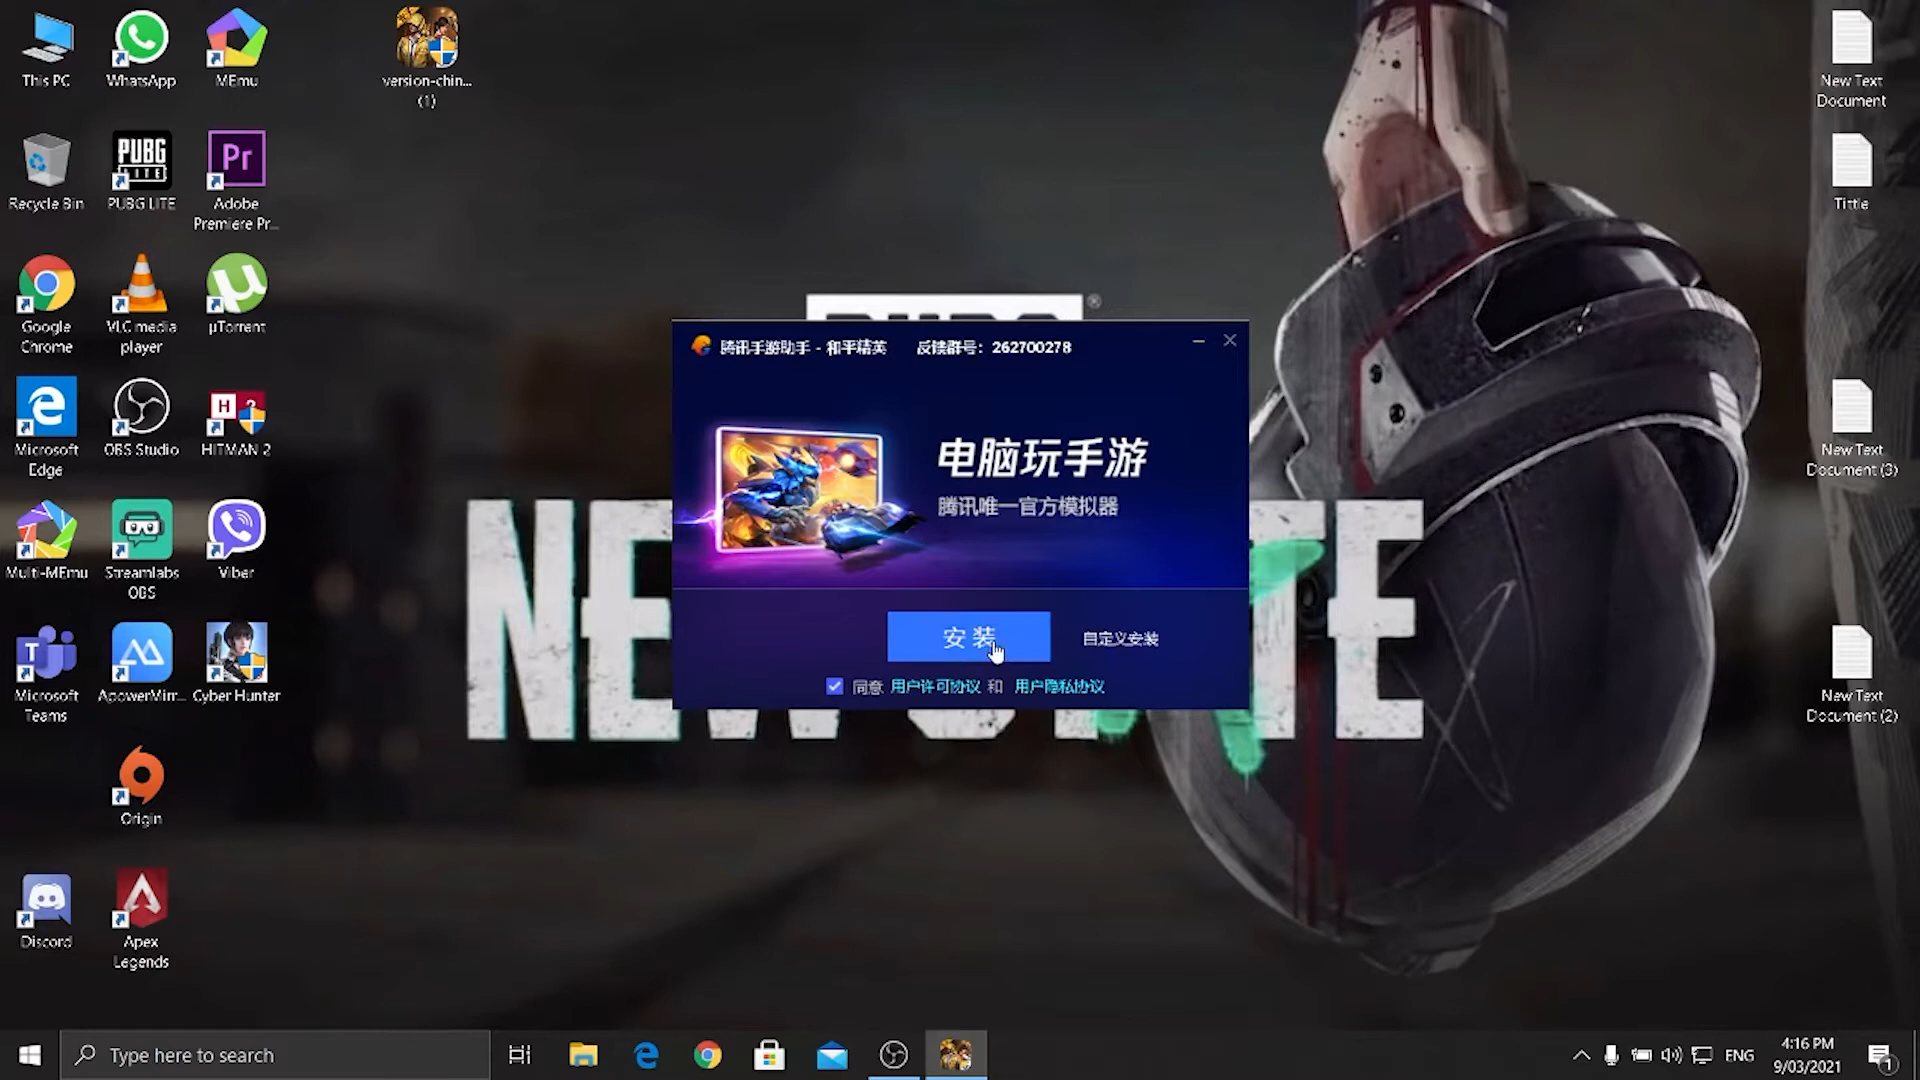 This PC
WhatsApp
MEmu
version-chin...
(1)
New Text
Document
Recycle Bin
PUBG
LITE
PUBG LITE
Pr
Adobe
Premiere Pr...
Tittle
Google
Chrome
VLC media
player
µTorrent
腾讯手游助手 - 和平精英 反馈群号：262700278
电脑玩手游
腾讯唯一官方模拟器
安装
自定义安装
同意 用户许可协议 和 用户隐私协议
Microsoft
Edge
OBS Studio
HITMAN 2
New Text
Document (3)
Multi-MEmu
Streamlabs
OBS
Viber
Microsoft
Teams
ApowerMirr...
Cyber Hunter
New Text
Document (2)
Origin
Discord
Apex
Legends
Type here to search
ENG
4:16 PM
9/03/2021
1